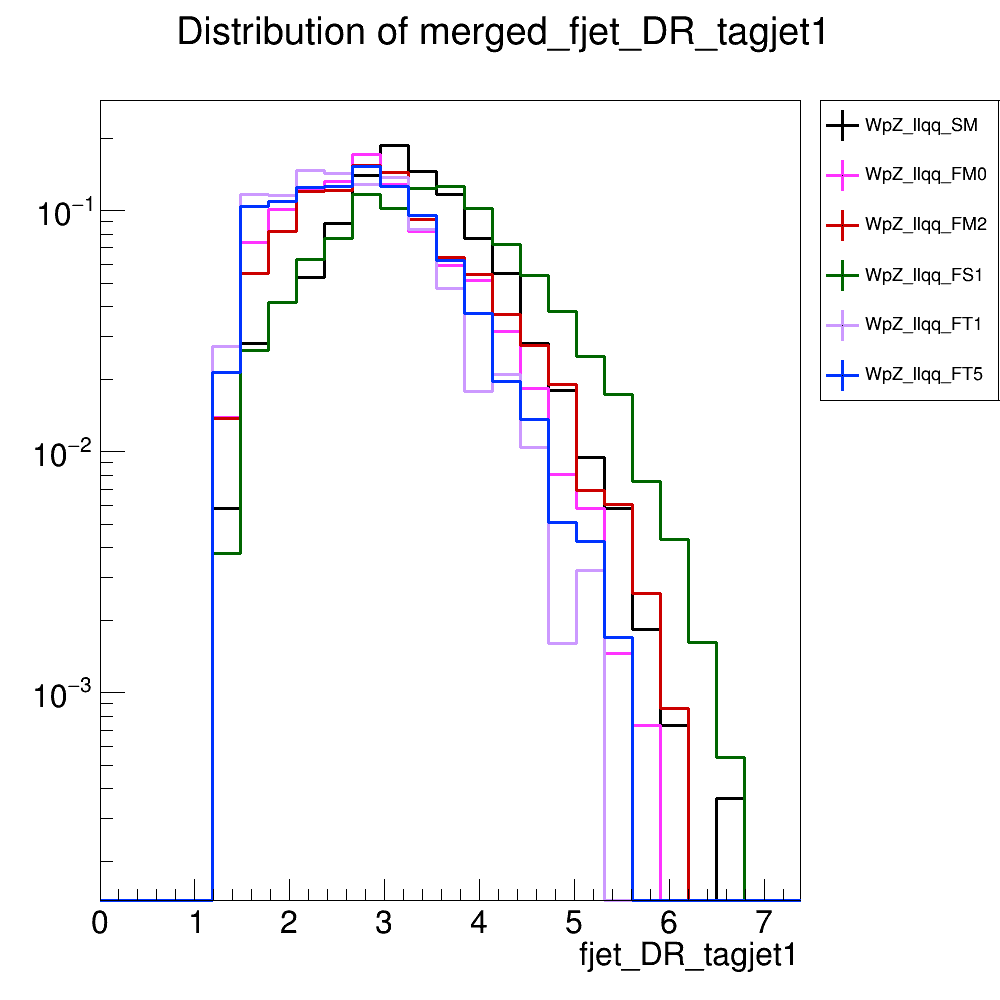 Distribution of merged_fjet_DR_tagjet1
WpZ_llqq_SM
WpZ_llqq_FM0
WpZ_llqq_FM2
WpZ_llqq_FS1
WpZ_llqq_FT1
WpZ_llqq_FT5
10⁻¹
10⁻²
10⁻³
0 1 2 3 4 5 6 7
fjet_DR_tagjet1